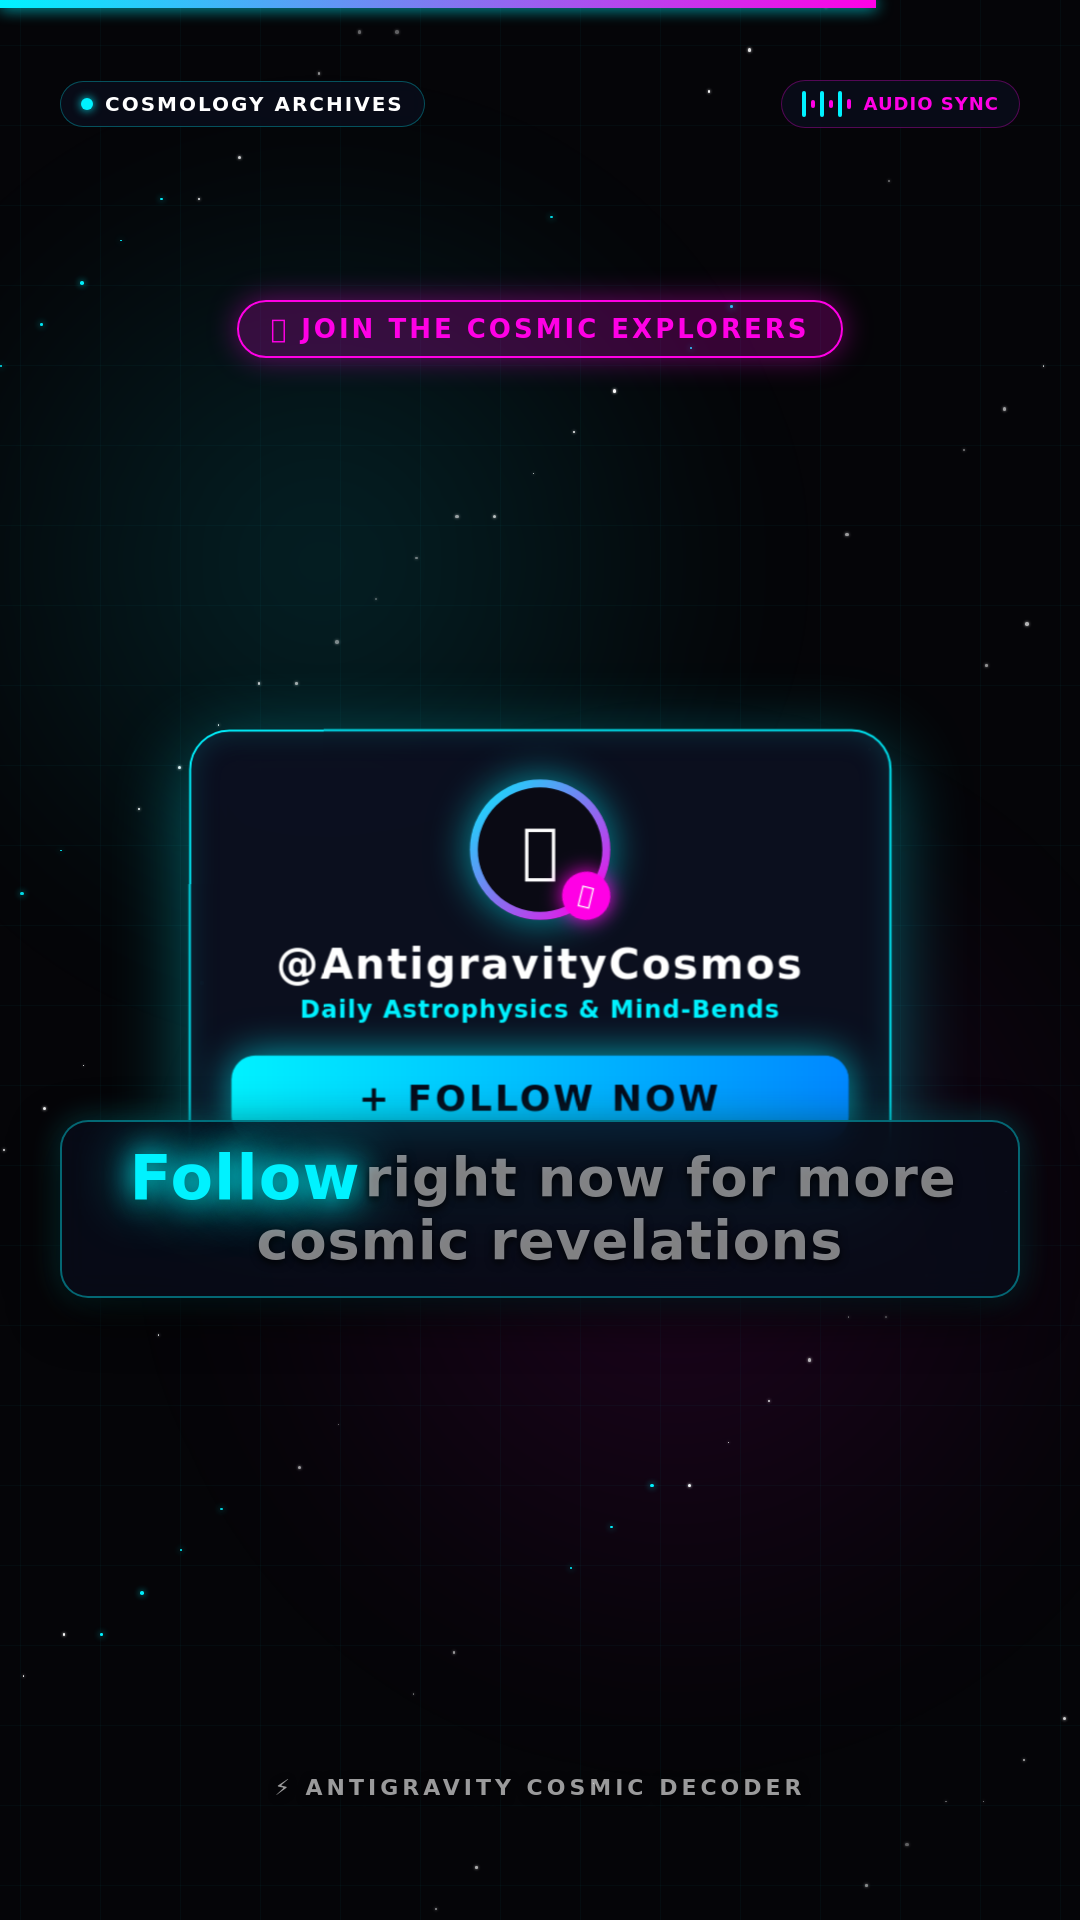 COSMOLOGY ARCHIVES
AUDIO SYNC
JOIN THE COSMIC EXPLORERS
@AntigravityCosmos
Daily Astrophysics & Mind-Bends
+ FOLLOW NOW
Follow right now for more
cosmic revelations
⚡ ANTIGRAVITY COSMIC DECODER